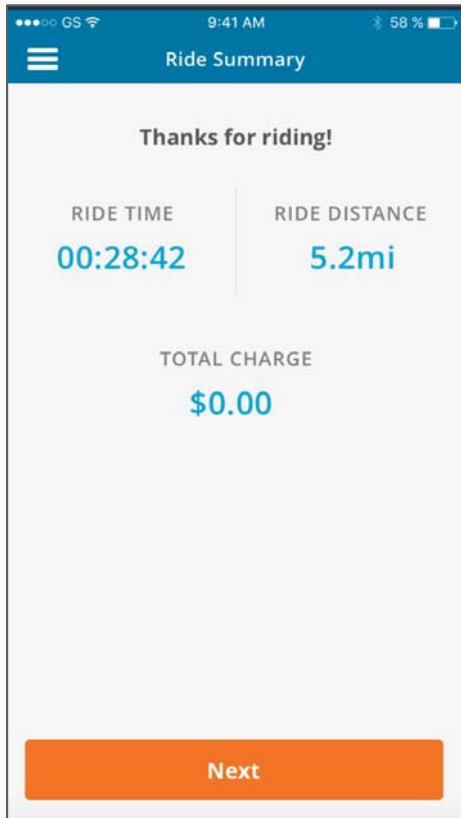 GS 9:41 AM 58 %
Ride Summary
Thanks for riding!
RIDE TIME RIDE DISTANCE
00:28:42 5.2mi
TOTAL CHARGE
$0.00
Next